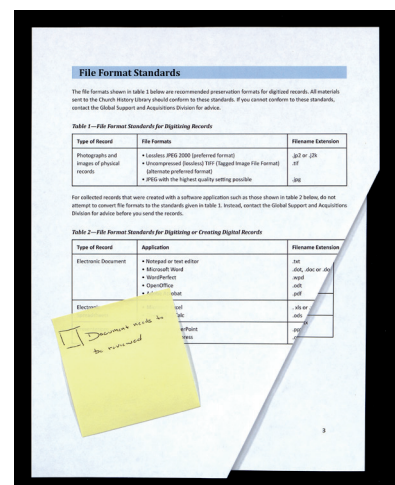 File Format Standards
The file formats shown in table 1 below are recommended preservation formats for digitized records. All materials
sent to the Church History Library should conform to these standards. If you cannot conform to these standards,
contact the Global Support and Acquisitions Division for advice.
Table 1—File Format Standards for Digitizing Records
Type of Record File Formats Filename Extension
Photographs and • Lossless JPEG 2000 (preferred format) .jp2 or .j2k
images of physical • Uncompressed (lossless) TIFF (Tagged Image File Format) .tif
records (alternate preferred format)
• JPEG with the highest quality setting possible .jpg
For collected records that were created with a software application such as those shown in table 2 below, do not
attempt to convert files to the standards given in table 1. Instead, contact the Global Support and Acquisitions
Division for advice before you send the records.
Table 2—File Format Standards for Digitizing or Creating Digital Records
Type of Record Application Filename Extension
Electronic Document • Notepad or text editor .txt
• Microsoft Word .dot, .doc or
• WordPerfect .wpd
• OpenOffice .odt
.pdf
.xls or
.ods
Document needs to
be reviewed
3